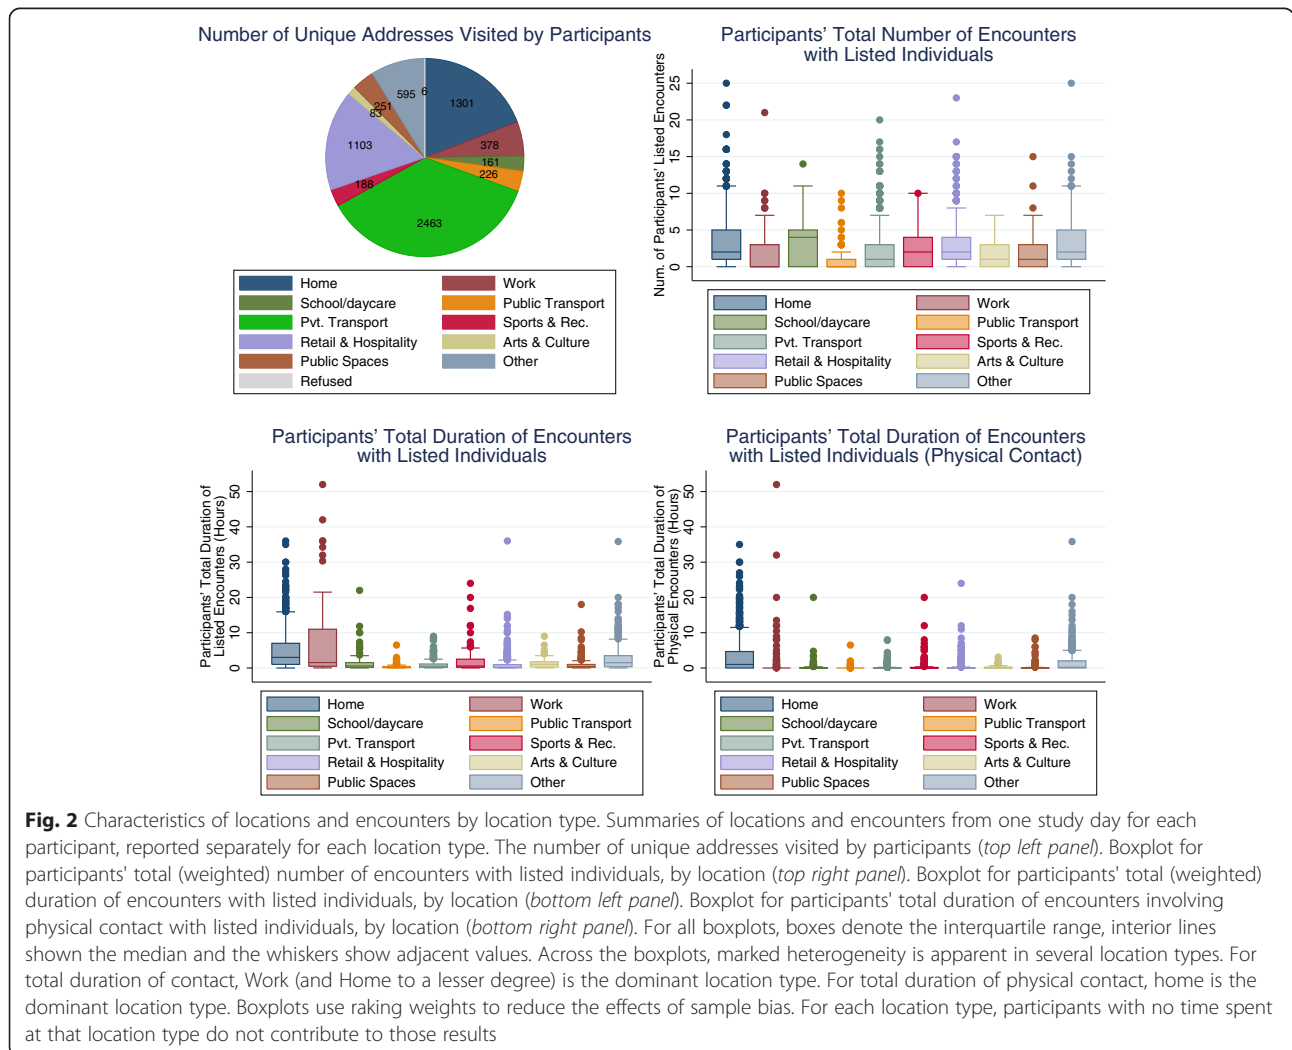 Number of Unique Addresses Visited by Participants
6
595
1301
251
83
378
1103
161
226
188
2463
Home
Work
School/daycare
Public Transport
Pvt. Transport
Sports & Rec.
Retail & Hospitality
Arts & Culture
Public Spaces
Other
Refused
Participants' Total Number of Encounters
with Listed Individuals
Num. of Participants' Listed Encounters
25
20
15
10
5
0
Home
Work
School/daycare
Public Transport
Pvt. Transport
Sports & Rec.
Retail & Hospitality
Arts & Culture
Public Spaces
Other
Participants' Total Duration of Encounters
with Listed Individuals
Participants' Total Duration of
Listed Encounters (Hours)
50
40
30
20
10
0
Home
Work
School/daycare
Public Transport
Pvt. Transport
Sports & Rec.
Retail & Hospitality
Arts & Culture
Public Spaces
Other
Participants' Total Duration of Encounters
with Listed Individuals (Physical Contact)
Participants' Total Duration of
Physical Encounters (Hours)
50
40
30
20
10
0
Home
Work
School/daycare
Public Transport
Pvt. Transport
Sports & Rec.
Retail & Hospitality
Arts & Culture
Public Spaces
Other
Fig. 2 Characteristics of locations and encounters by location type. Summaries of locations and encounters from one study day for each
participant, reported separately for each location type. The number of unique addresses visited by participants (top left panel). Boxplot for
participants' total (weighted) number of encounters with listed individuals, by location (top right panel). Boxplot for participants' total (weighted)
duration of encounters with listed individuals, by location (bottom left panel). Boxplot for participants' total duration of encounters involving
physical contact with listed individuals, by location (bottom right panel). For all boxplots, boxes denote the interquartile range, interior lines
shown the median and the whiskers show adjacent values. Across the boxplots, marked heterogeneity is apparent in several location types. For
total duration of contact, Work (and Home to a lesser degree) is the dominant location type. For total duration of physical contact, home is the
dominant location type. Boxplots use raking weights to reduce the effects of sample bias. For each location type, participants with no time spent
at that location type do not contribute to those results